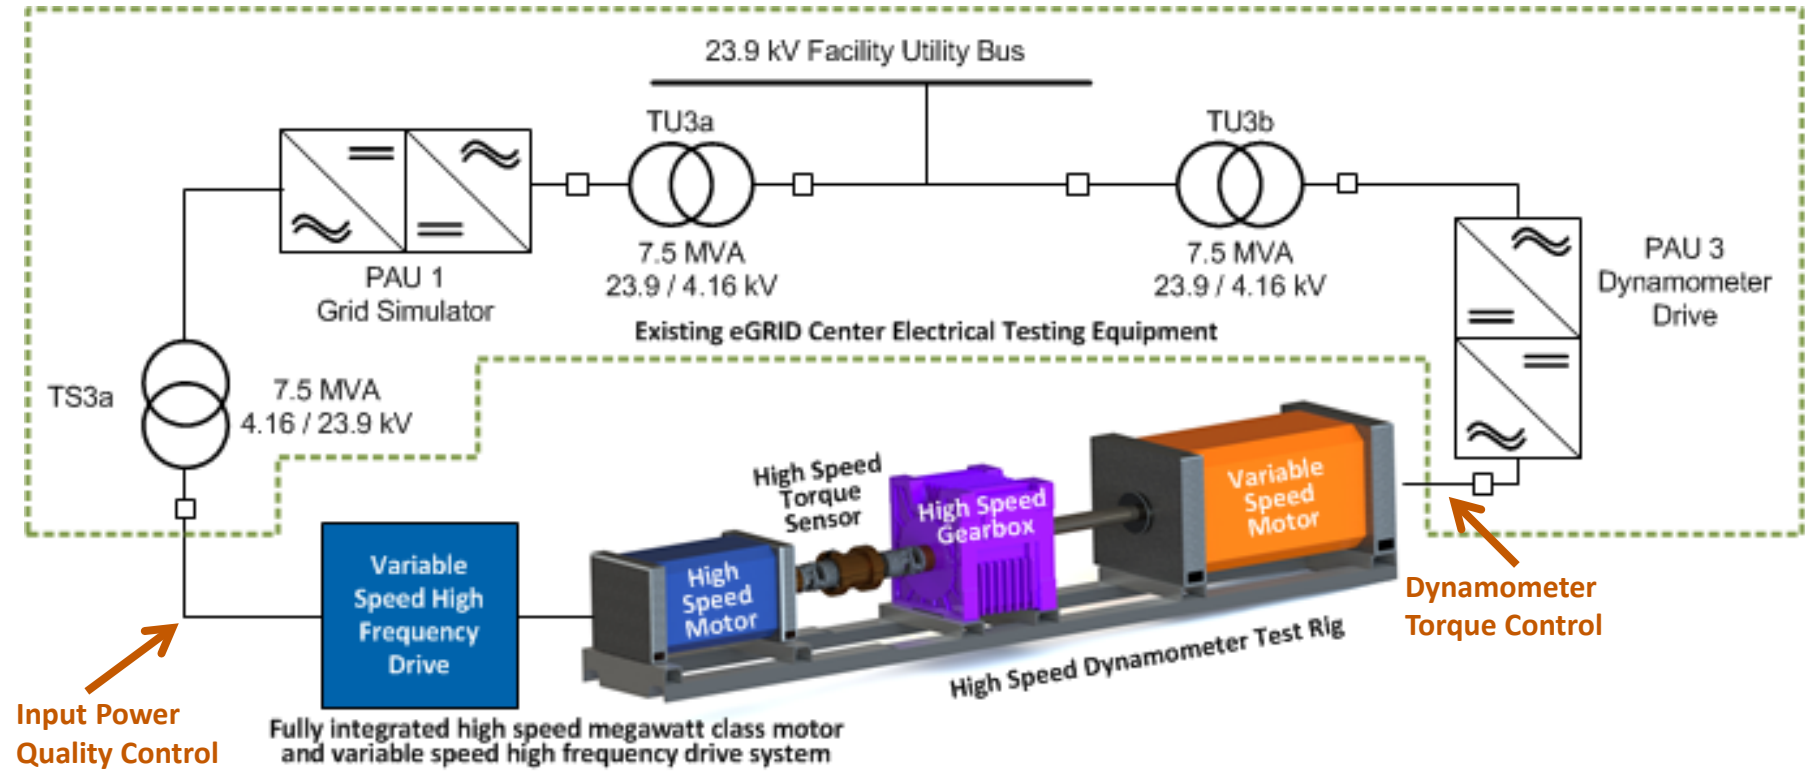 23.9 kV Facility Utility Bus
TU3a
TU3b
7.5 MVA
23.9 / 4.16 kV
7.5 MVA
23.9 / 4.16 kV
PAU 1
Grid Simulator
PAU 3
Dynamometer
Drive
Existing eGRID Center Electrical Testing Equipment
TS3a
7.5 MVA
4.16 / 23.9 kV
High Speed
Torque
Sensor
High Speed
Gearbox
Variable
Speed
Motor
Variable
Speed High
Frequency
Drive
High
Speed
Motor
Dynamometer
Torque Control
High Speed Dynamometer Test Rig
Input Power
Quality Control
Fully integrated high speed megawatt class motor
and variable speed high frequency drive system